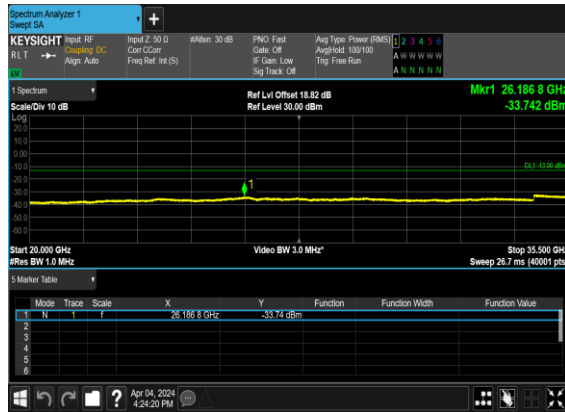 Spectrum Analyzer 1
Swept SA
+
KEYSIGHT Input: RF Input Z: 50 Ω #Atten: 30 dB PNO: Fast Avg Type: Power (RMS) 1 2 3 4 5 6
RLT Coupling: DC Corr CCorr Gate: Off Avg|Hold: 100/100 A W W W W W
Align: Auto Freq Ref: Int (S) IF Gain: Low Trig: Free Run
Sig Track: Off A N N N N N
1 Spectrum Ref Lvl Offset 18.82 dB Mkr1 26.186 8 GHz
Scale/Div 10 dB Ref Level 30.00 dBm -33.742 dBm
Log
20.0
10.0
0.00
-10.0 DL1 -13.00 dBm
-20.0
-30.0 1
-40.0
-50.0
-60.0
Start 20.000 GHz Video BW 3.0 MHz* Stop 35.500 GHz
#Res BW 1.0 MHz Sweep 26.7 ms (40001 pts)
5 Marker Table
Mode Trace Scale X Y Function Function Width Function Value
1 N 1 f 26.186 8 GHz -33.74 dBm
2
3
4
5
6
? Apr 04, 2024
4:24:20 PM